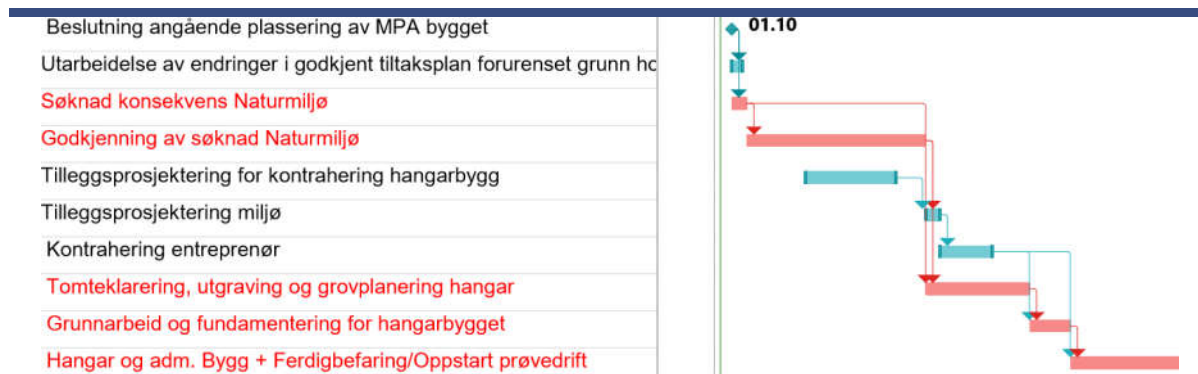 Beslutning angående plassering av MPA bygget
01.10
Utarbeidelse av endringer i godkjent tiltaksplan forurenset grunn
Søknad konsekvens Naturmiljø
Godkjenning av søknad Naturmiljø
Tilleggsprosjektering for kontrahering hangarbygg
Tilleggsprosjektering miljø
Kontrahering entreprenør
Tomteklarering, utgraving og grovplanering hangar
Grunnarbeid og fundamentering for hangarbygget
Hangar og adm. Bygg + Ferdigbefaring/Oppstart prøvedrift